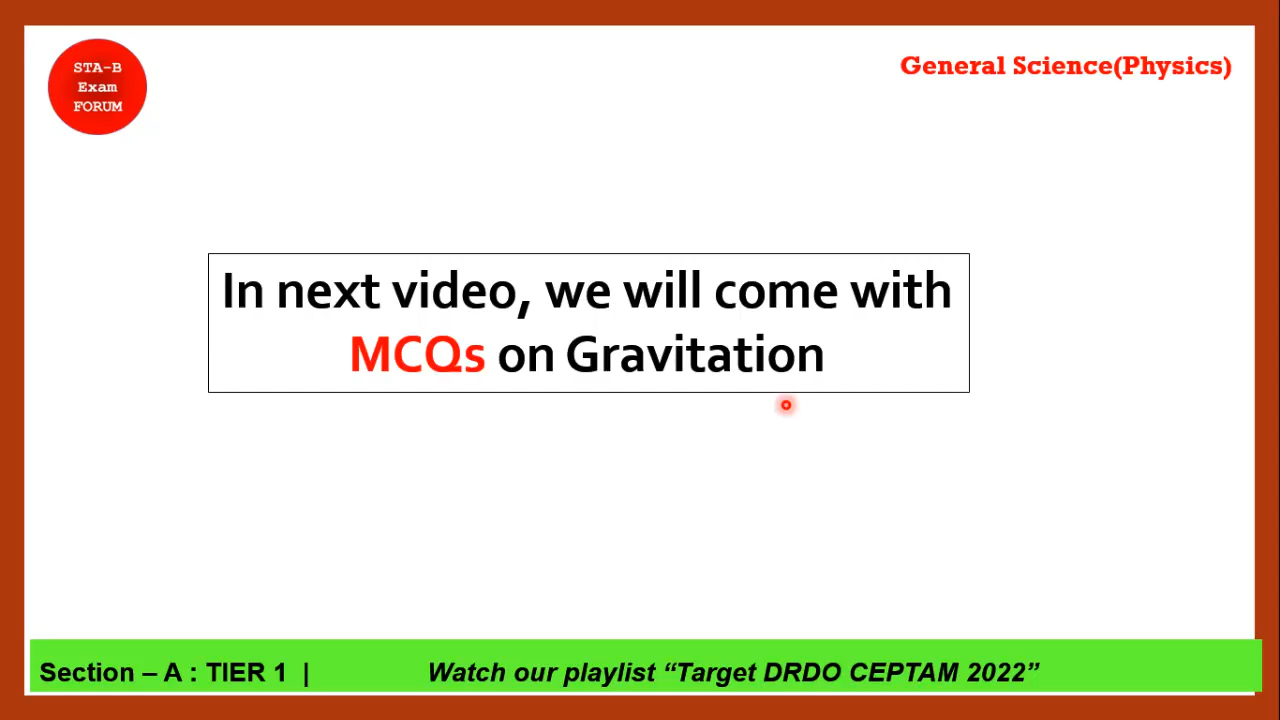 STA-B
Exam
FORUM
General Science(Physics)
In next video, we will come with
MCQs on Gravitation
Section – A : TIER 1 | Watch our playlist “Target DRDO CEPTAM 2022”